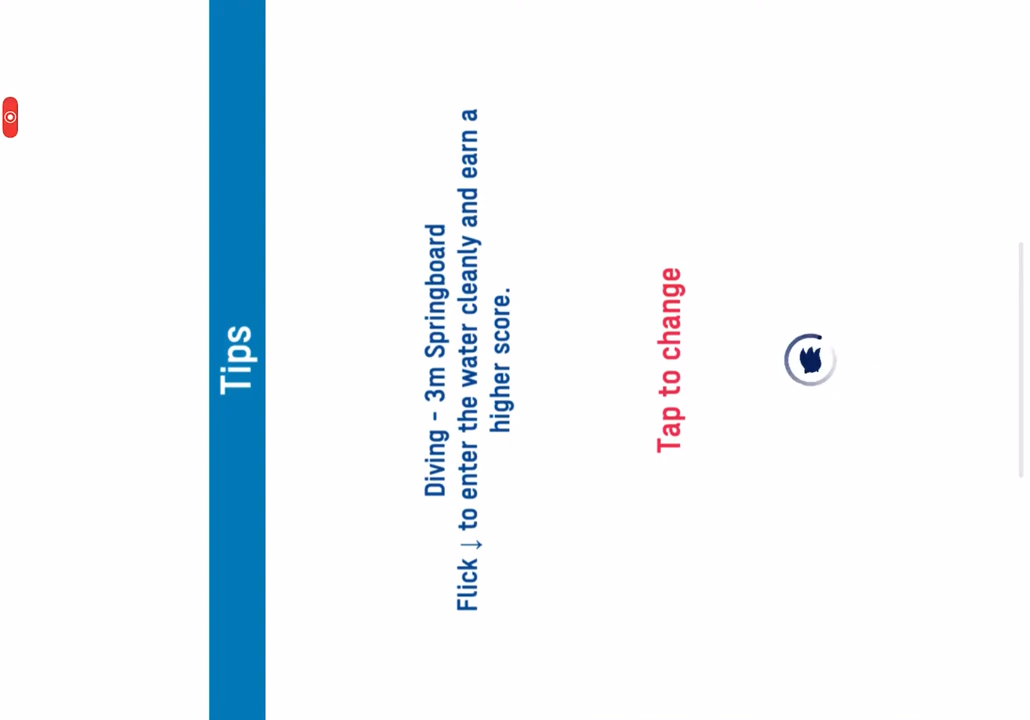 Tips
Diving - 3m Springboard
Flick ↓ to enter the water cleanly and earn a
higher score.
Tap to change